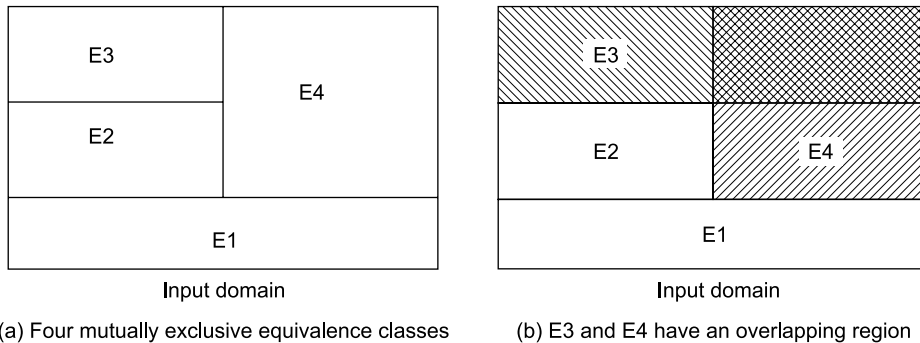 E3
E4
E2
E1
Input domain
(a) Four mutually exclusive equivalence classes
E3
E2
E4
E1
Input domain
(b) E3 and E4 have an overlapping region